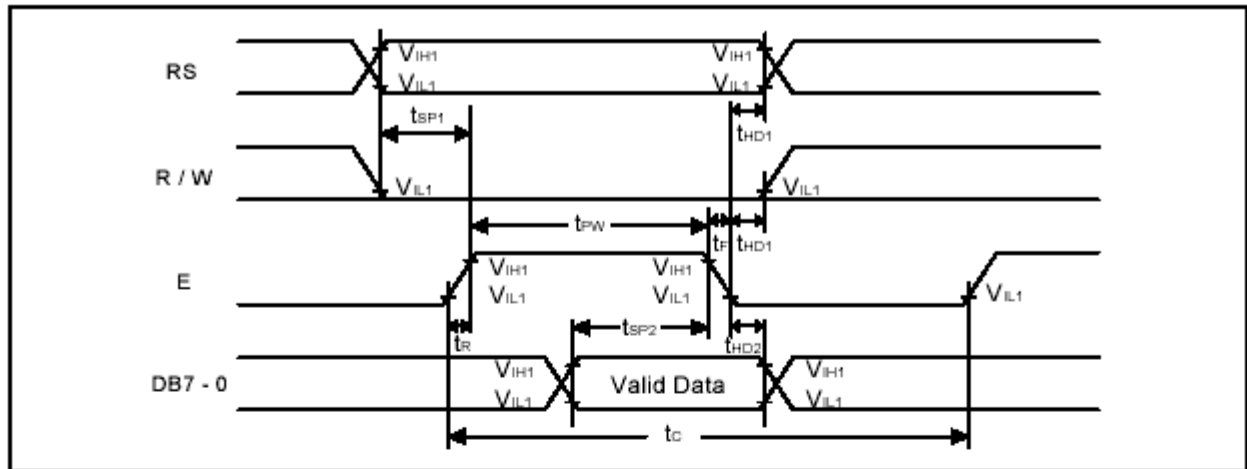 RS
VIH1
VIH1
VIL1
VIL1
tSP1
tHD1
R / W
VIL1
VIL1
tPW
tF
tHD1
E
VIH1
VIH1
VIL1
VIL1
VIL1
tR
tSP2
tHD2
DB7 - 0
VIH1
Valid Data
VIH1
VIL1
VIL1
tC